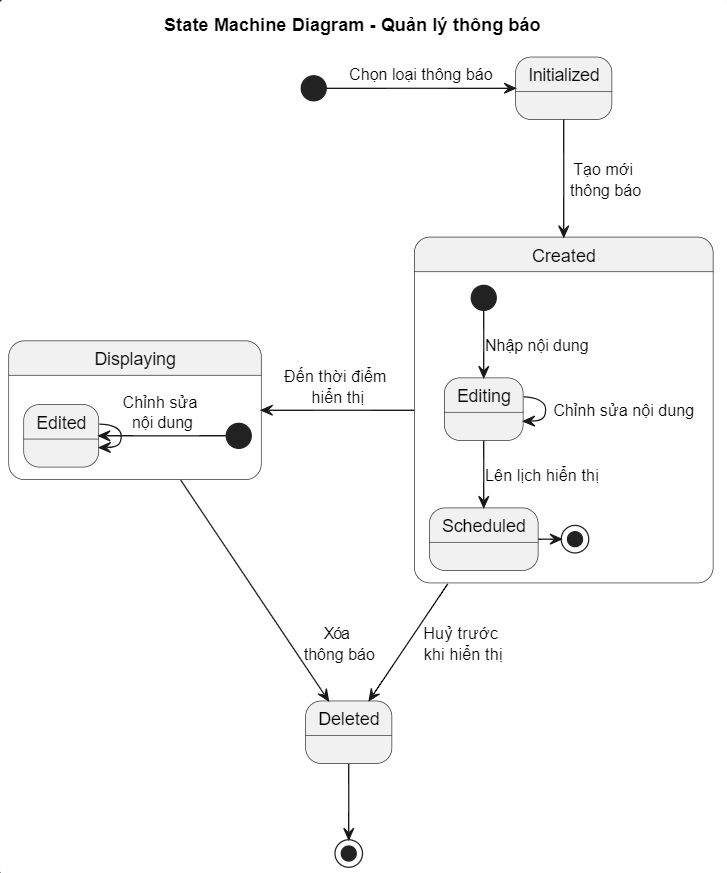 State Machine Diagram - Quản lý thông báo
Chọn loại thông báo
Initialized
Tạo mới
thông báo
Created
Nhập nội dung
Editing
Chỉnh sửa nội dung
Lên lịch hiển thị
Scheduled
Đến thời điểm
hiển thị
Displaying
Edited
Chỉnh sửa
nội dung
Xóa
thông báo
Huỷ trước
khi hiển thị
Deleted